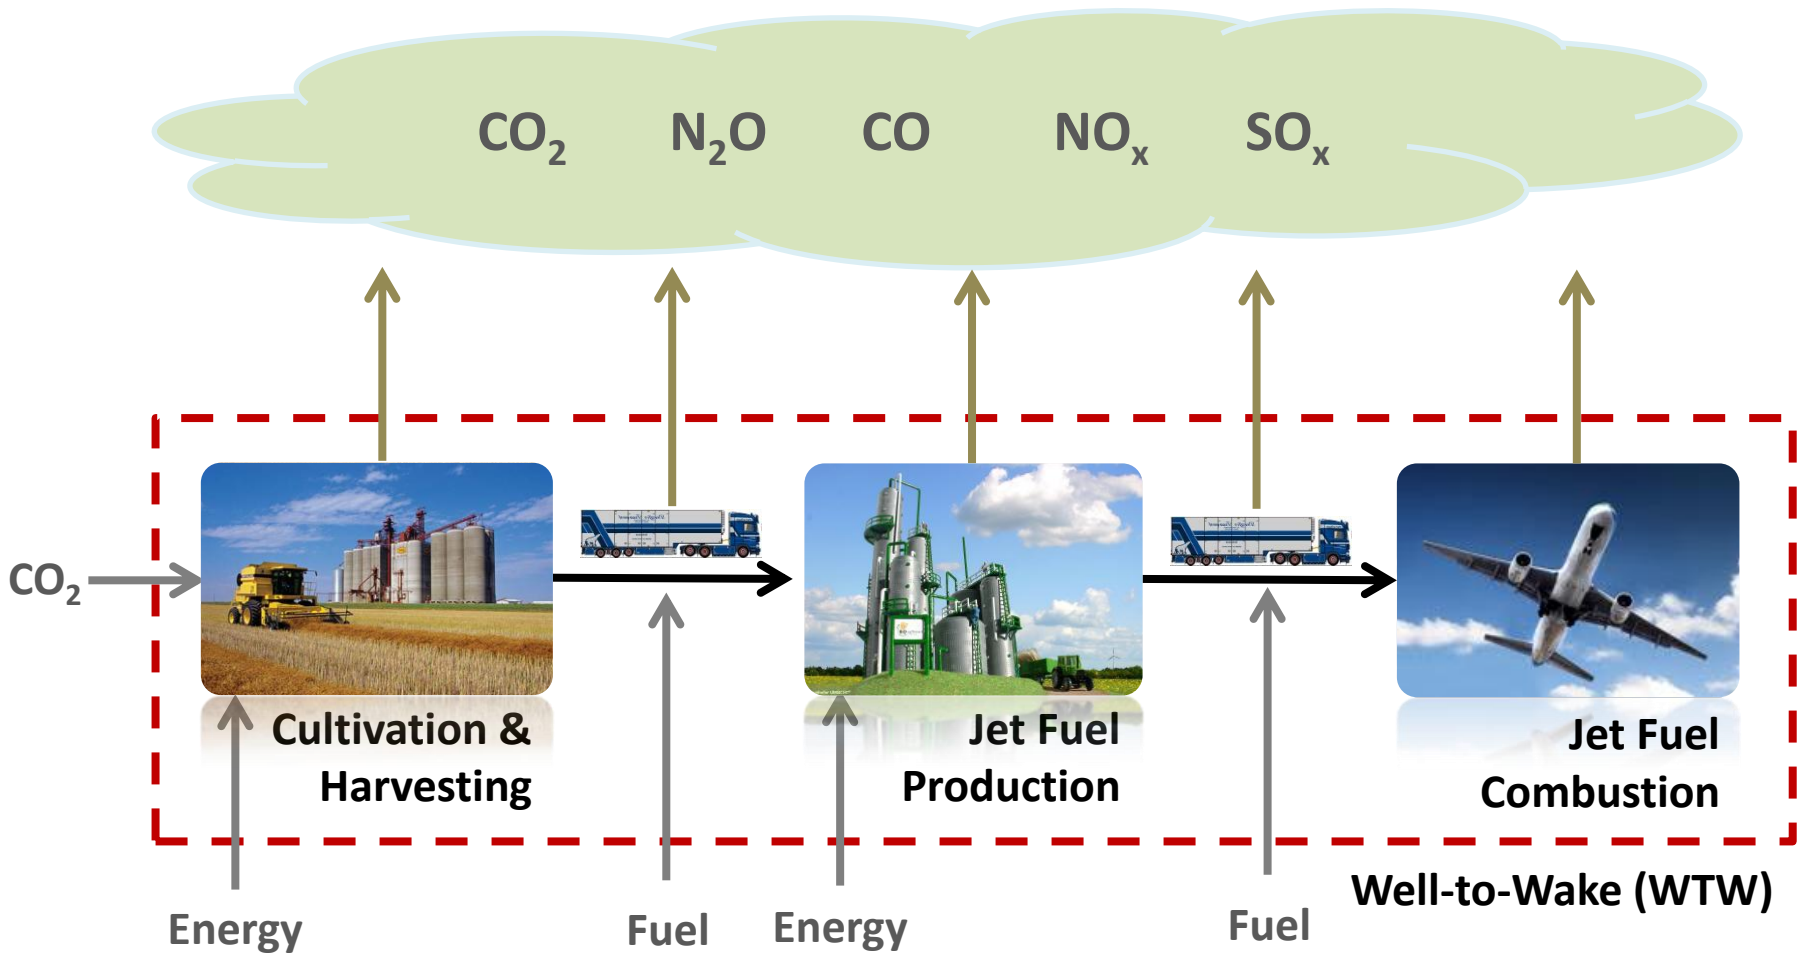 CO₂ N₂O CO NOₓ SOₓ
CO₂
Cultivation &
Harvesting
Jet Fuel
Production
Jet Fuel
Combustion
Well-to-Wake (WTW)
Energy
Fuel
Energy
Fuel